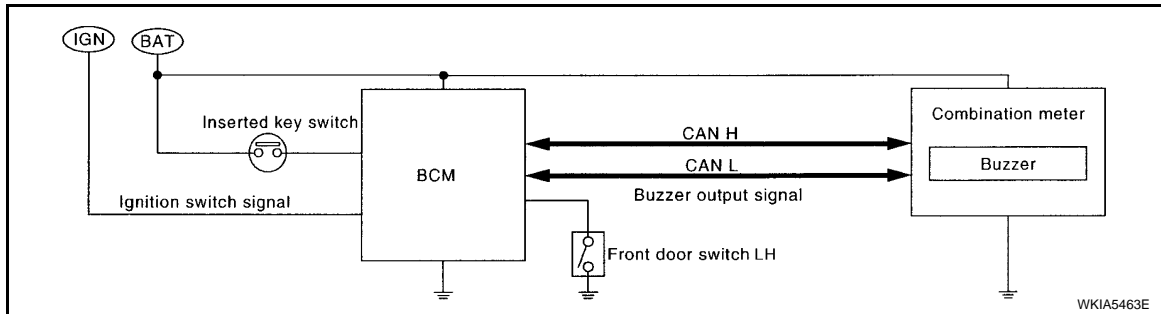 IGN
BAT
Inserted key switch
Ignition switch signal
BCM
CAN H
CAN L
Buzzer output signal
Front door switch LH
Combination meter
Buzzer
WKIA5463E